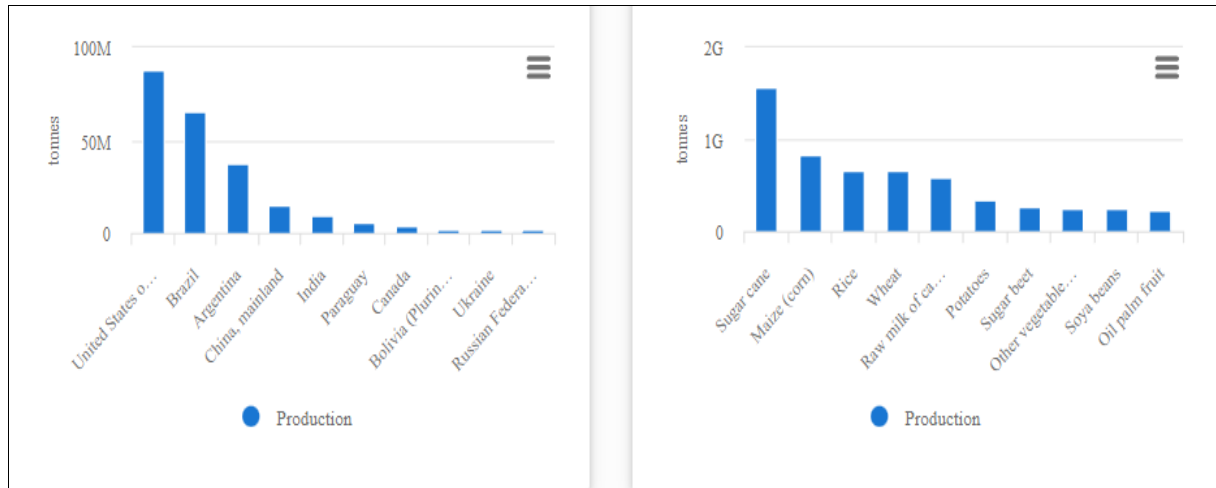 100M
50M
0
tonnes
United States o...
Brazil
Argentina
China, mainland
India
Paraguay
Canada
Bolivia (Plurin...
Ukraine
Russian Federa...
Production
2G
1G
0
tonnes
Sugar cane
Maize (corn)
Rice
Wheat
Raw milk of ca...
Potatoes
Sugar beet
Other vegetable...
Soya beans
Oil palm fruit
Production